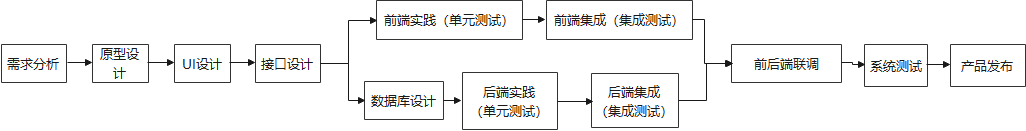 需求分析
原型设
计
UI设计
接口设计
前端实践（单元测试）
前端集成（集成测试）
数据库设计
后端实践
（单元测试）
后端集成
（集成测试）
前后端联调
系统测试
产品发布